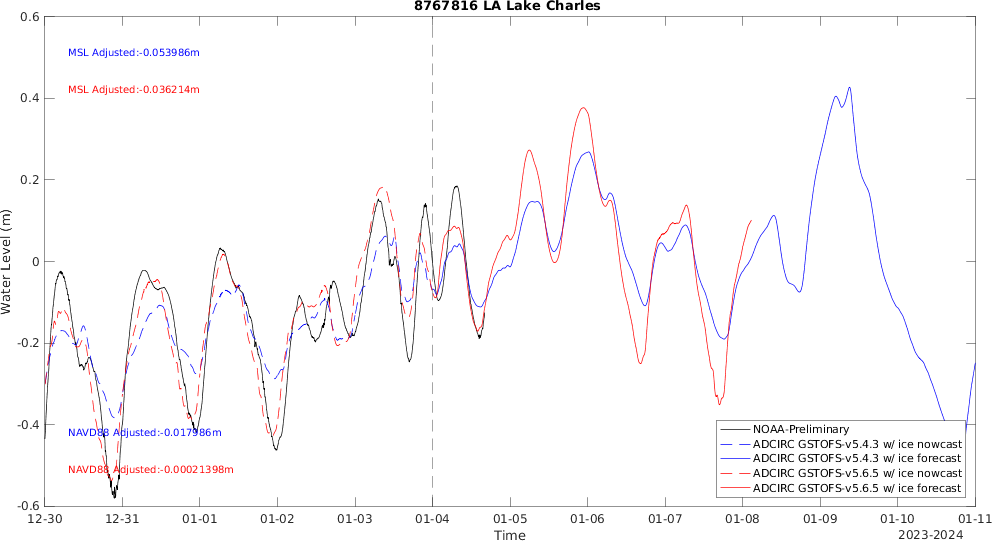 8767816 LA Lake Charles
0.6
MSL Adjusted:-0.053986m
MSL Adjusted:-0.036214m
0.4
0.2
0
-0.2
-0.4
-0.6
Water Level (m)
NAVD88 Adjusted:-0.017986m
NAVD88 Adjusted:-0.00021398m
NOAA-Preliminary
ADCIRC GSTOFS-v5.4.3 w/ ice nowcast
ADCIRC GSTOFS-v5.4.3 w/ ice forecast
ADCIRC GSTOFS-v5.6.5 w/ ice nowcast
ADCIRC GSTOFS-v5.6.5 w/ ice forecast
12-30 12-31 01-01 01-02 01-03 01-04 01-05 01-06 01-07 01-08 01-09 01-10 01-11
Time
2023-2024